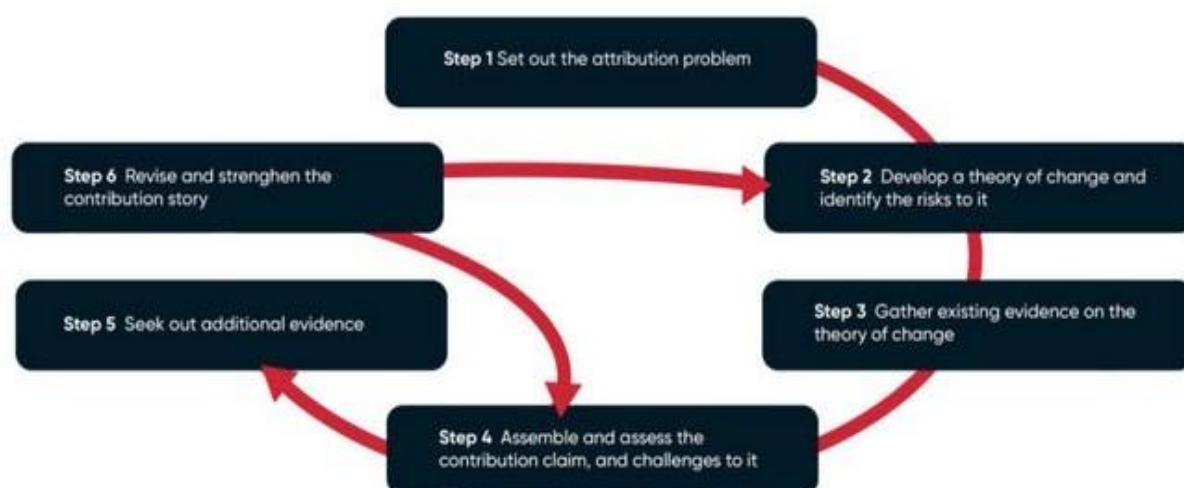 Step 1 Set out the attribution problem
Step 6 Revise and strenghen the
contribution story
Step 2 Develop a theory of change and
identify the risks to it
Step 5 Seek out additional evidence
Step 3 Gather existing evidence on the
theory of change
Step 4 Assemble and assess the
contribution claim, and challenges to it